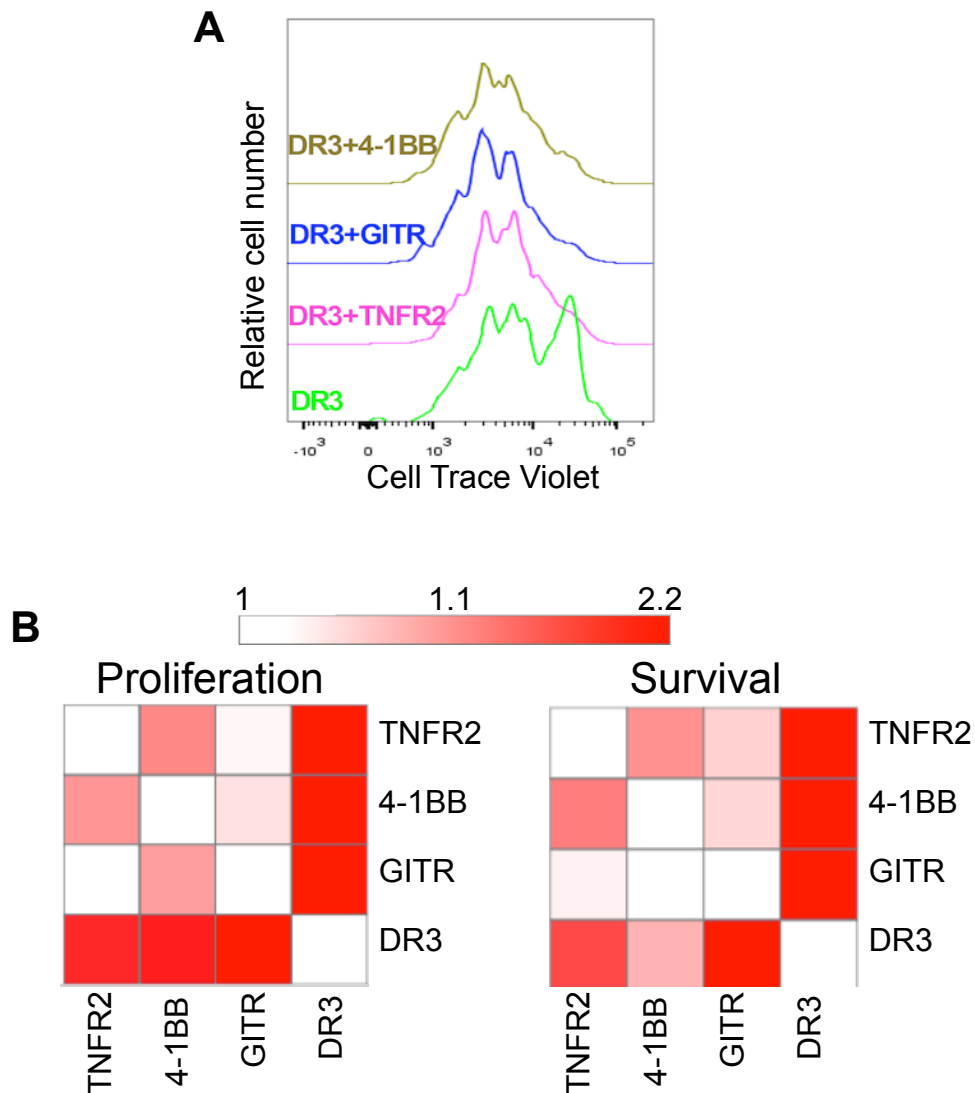 A
Relative cell number
DR3+4-1BB
DR3+GITR
DR3+TNFR2
DR3
-10³ 0 10³ 10⁴ 10⁵
Cell Trace Violet
B
1 1.1 2.2
Proliferation
TNFR2
4-1BB
GITR
DR3
TNFR2 4-1BB GITR DR3
Survival
TNFR2
4-1BB
GITR
DR3
TNFR2 4-1BB GITR DR3